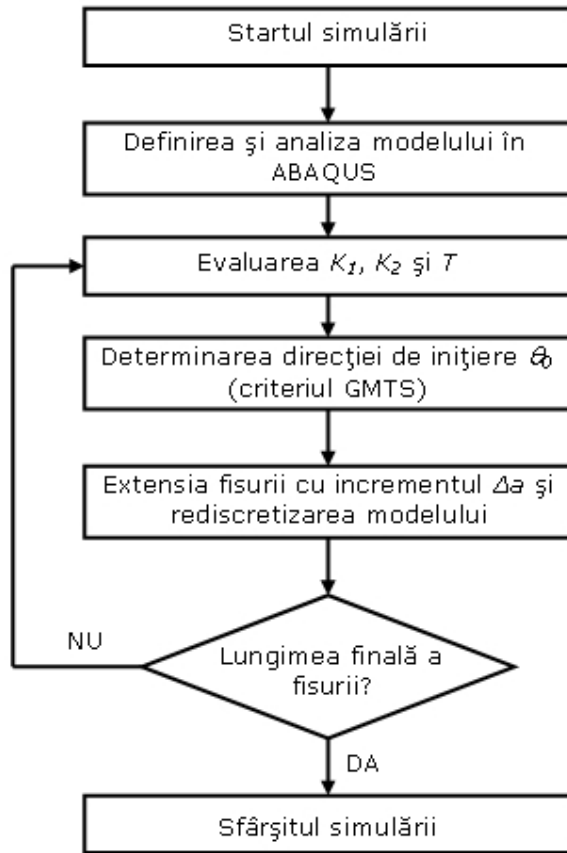 Startul simulării
Definirea şi analiza modelului în
ABAQUS
Evaluarea K₁, K₂ şi T
Determinarea direcţiei de iniţiere θ₀
(criteriul GMTS)
Extensia fisurii cu incrementul Δa şi
rediscretizarea modelului
NU
Lungimea finală a
fisurii?
DA
Sfârşitul simulării